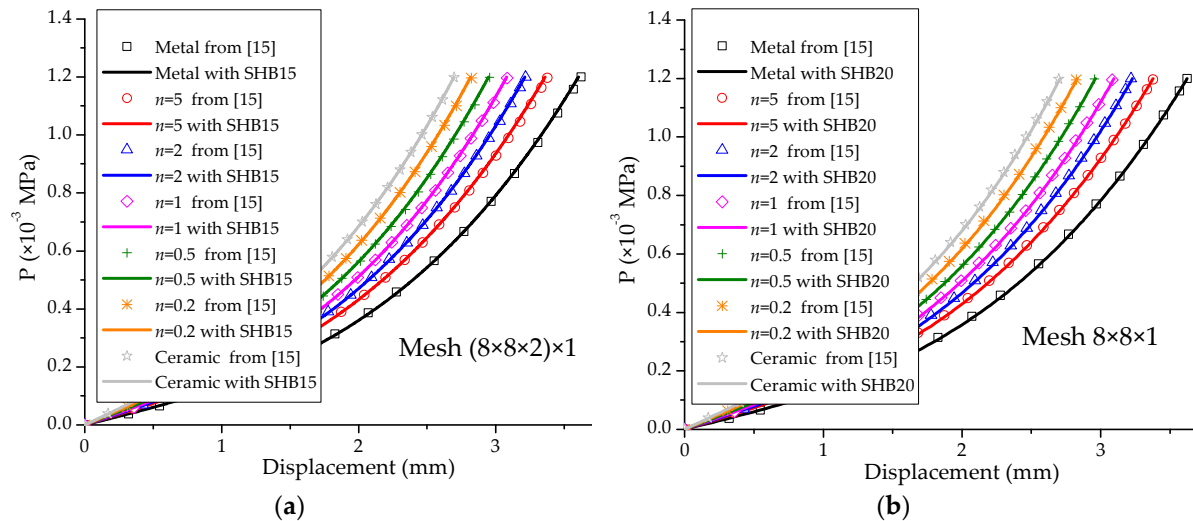 1.4
1.2
1.0
0.8
0.6
0.4
0.2
0.0
P (×10⁻³ MPa)
Metal from [15]
Metal with SHB15
n=5 from [15]
n=5 with SHB15
n=2 from [15]
n=2 with SHB15
n=1 from [15]
n=1 with SHB15
n=0.5 from [15]
n=0.5 with SHB15
n=0.2 from [15]
n=0.2 with SHB15
Ceramic from [15]
Ceramic with SHB15
Mesh (8×8×2)×1
0 1 2 3
Displacement (mm)
(a)
1.4
1.2
1.0
0.8
0.6
0.4
0.2
0.0
P (×10⁻³ MPa)
Metal from [15]
Metal with SHB20
n=5 from [15]
n=5 with SHB20
n=2 from [15]
n=2 with SHB20
n=1 from [15]
n=1 with SHB20
n=0.5 from [15]
n=0.5 with SHB20
n=0.2 from [15]
n=0.2 with SHB20
Ceramic from [15]
Ceramic with SHB20
Mesh 8×8×1
0 1 2 3
Displacement (mm)
(b)